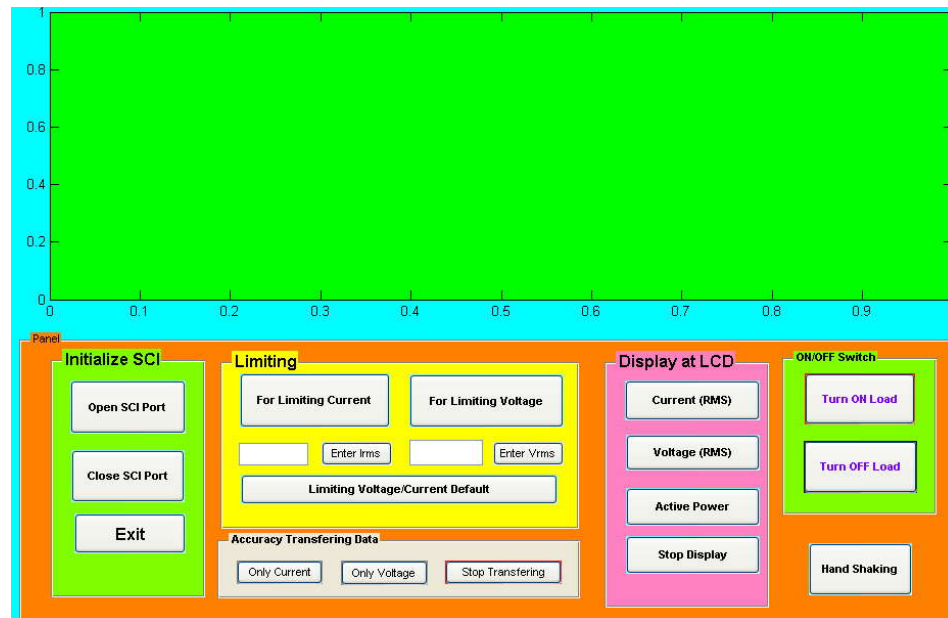 1
0.8
0.6
0.4
0.2
0
0 0.1 0.2 0.3 0.4 0.5 0.6 0.7 0.8 0.9
Panel
Initialize SCI
Open SCI Port
Close SCI Port
Exit
Limiting
For Limiting Current For Limiting Voltage
Enter Irms Enter Vrms
Limiting Voltage/Current Default
Accuracy Transfering Data
Only Current Only Voltage Stop Transfering
Display at LCD
Current (RMS)
Voltage (RMS)
Active Power
Stop Display
ON/OFF Switch
Turn ON Load
Turn OFF Load
Hand Shaking